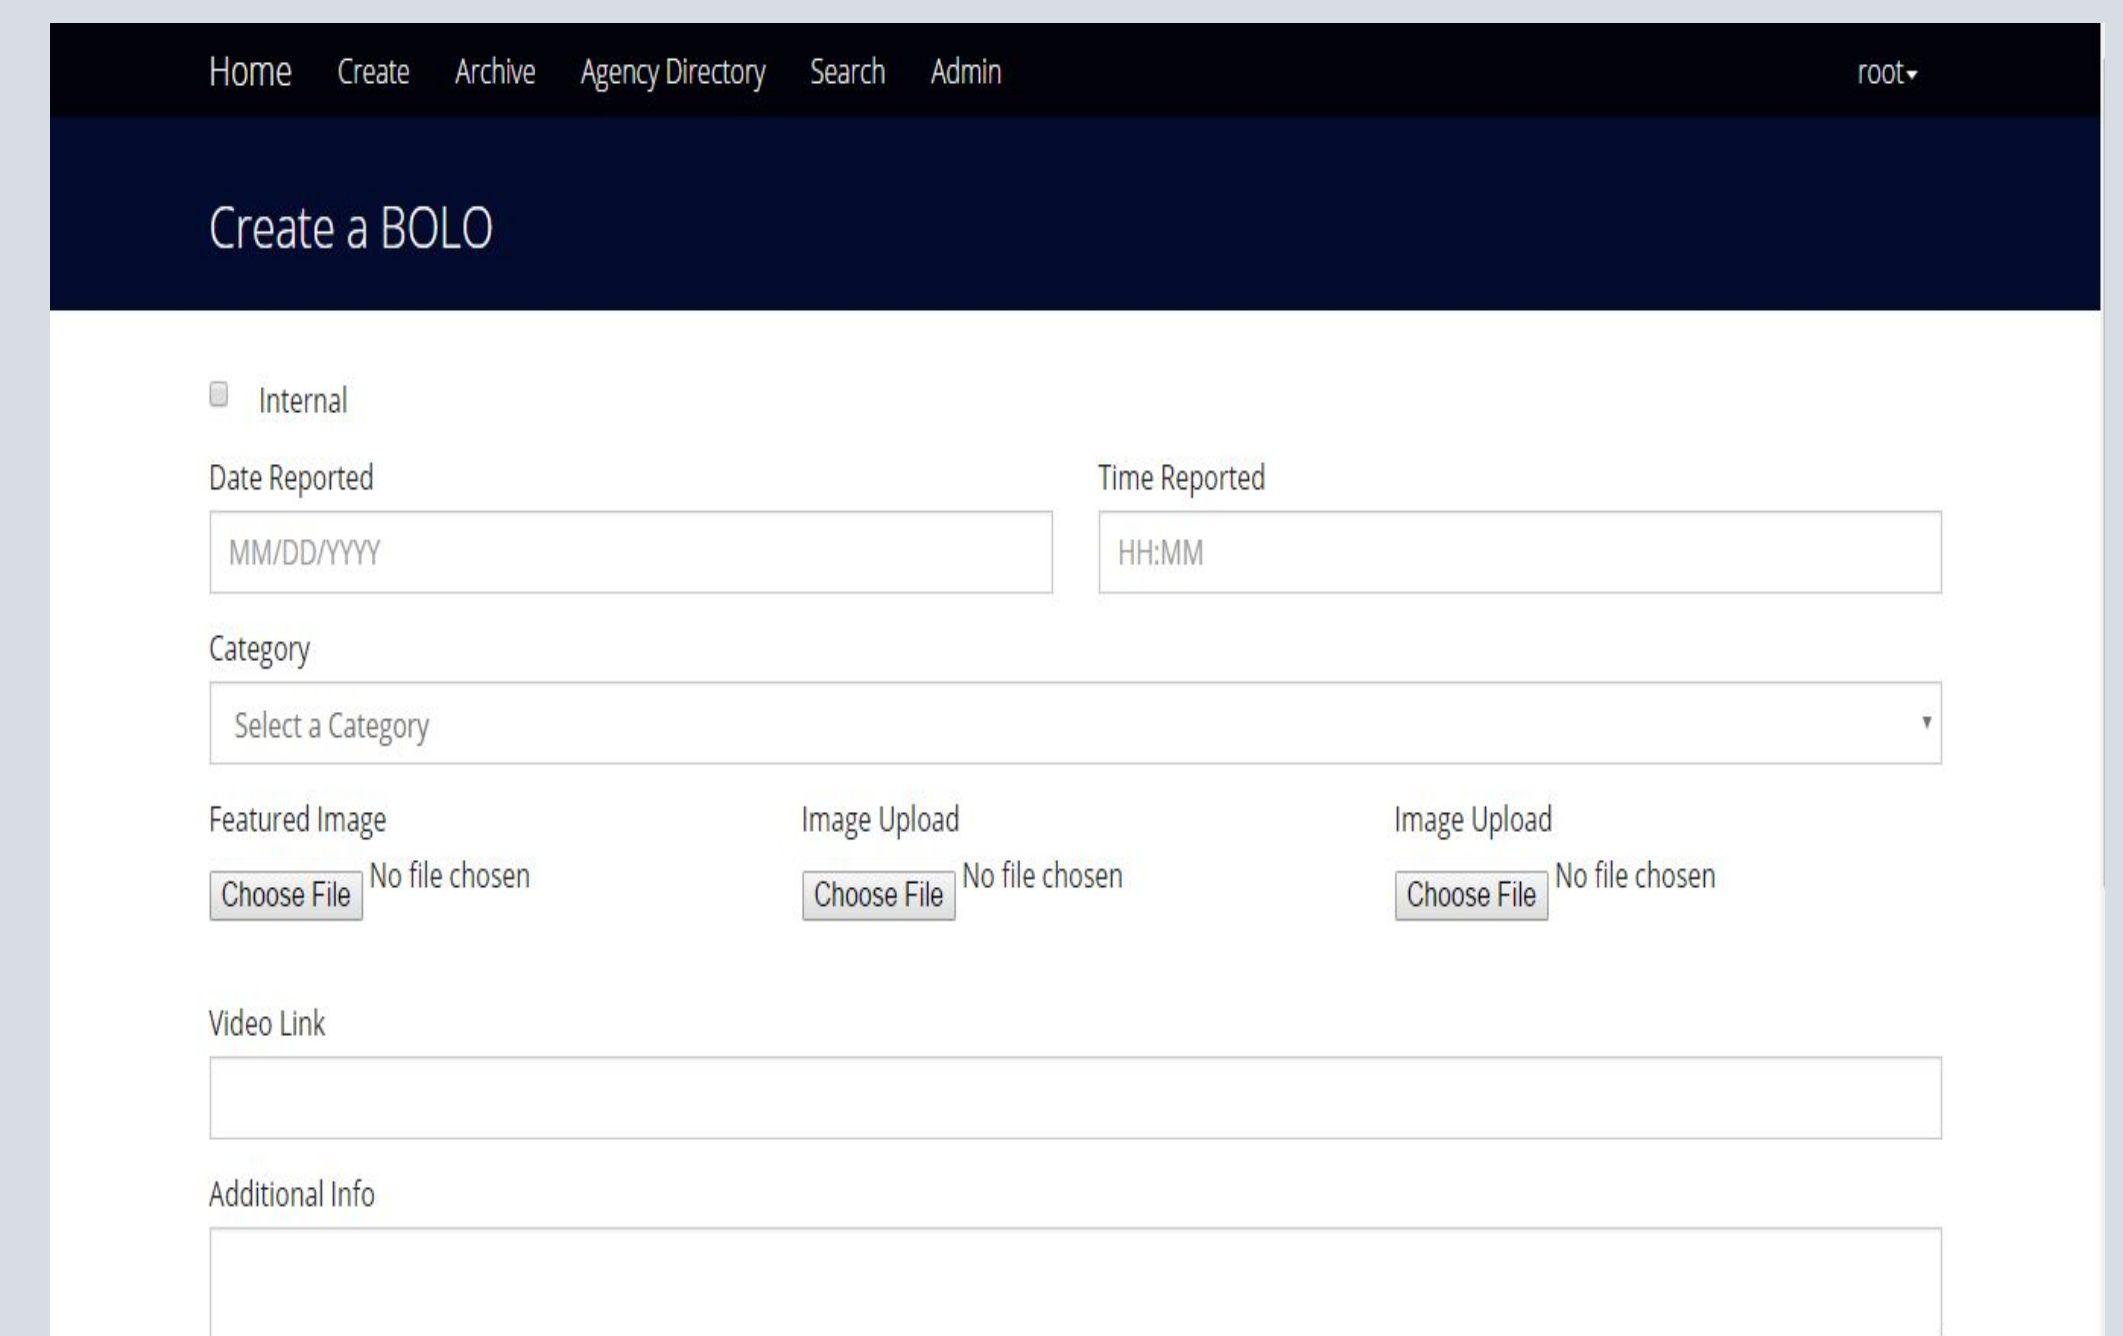 Home Create Archive Agency Directory Search Admin root
Create a BOLO
Internal
Date Reported Time Reported
MM/DD/YYYY HH:MM
Category
Select a Category
Featured Image Image Upload Image Upload
Choose File No file chosen Choose File No file chosen Choose File No file chosen
Video Link
Additional Info